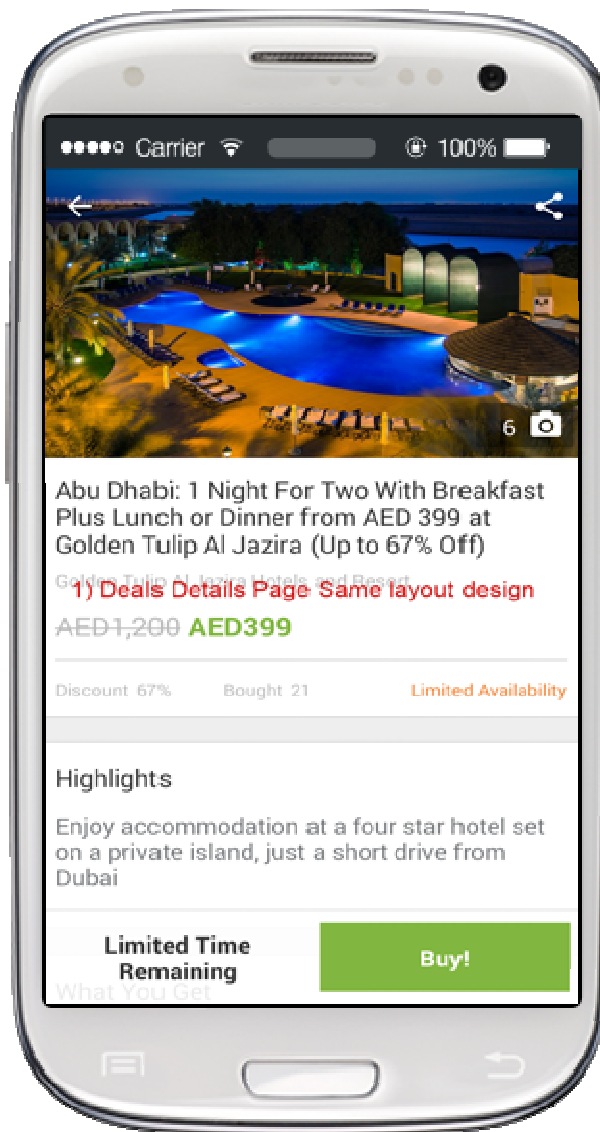 Carrier 100%
6
Abu Dhabi: 1 Night For Two With Breakfast
Plus Lunch or Dinner from AED 399 at
Golden Tulip Al Jazira (Up to 67% Off)
Golden Tulip Al Jazira Hotels and Resort
1) Deals Details Page Same layout design
AED1,200 AED399
Discount 67% Bought 21 Limited Availability
Highlights
Enjoy accommodation at a four star hotel set
on a private island, just a short drive from
Dubai
Limited Time
Remaining
Buy!
What You Get